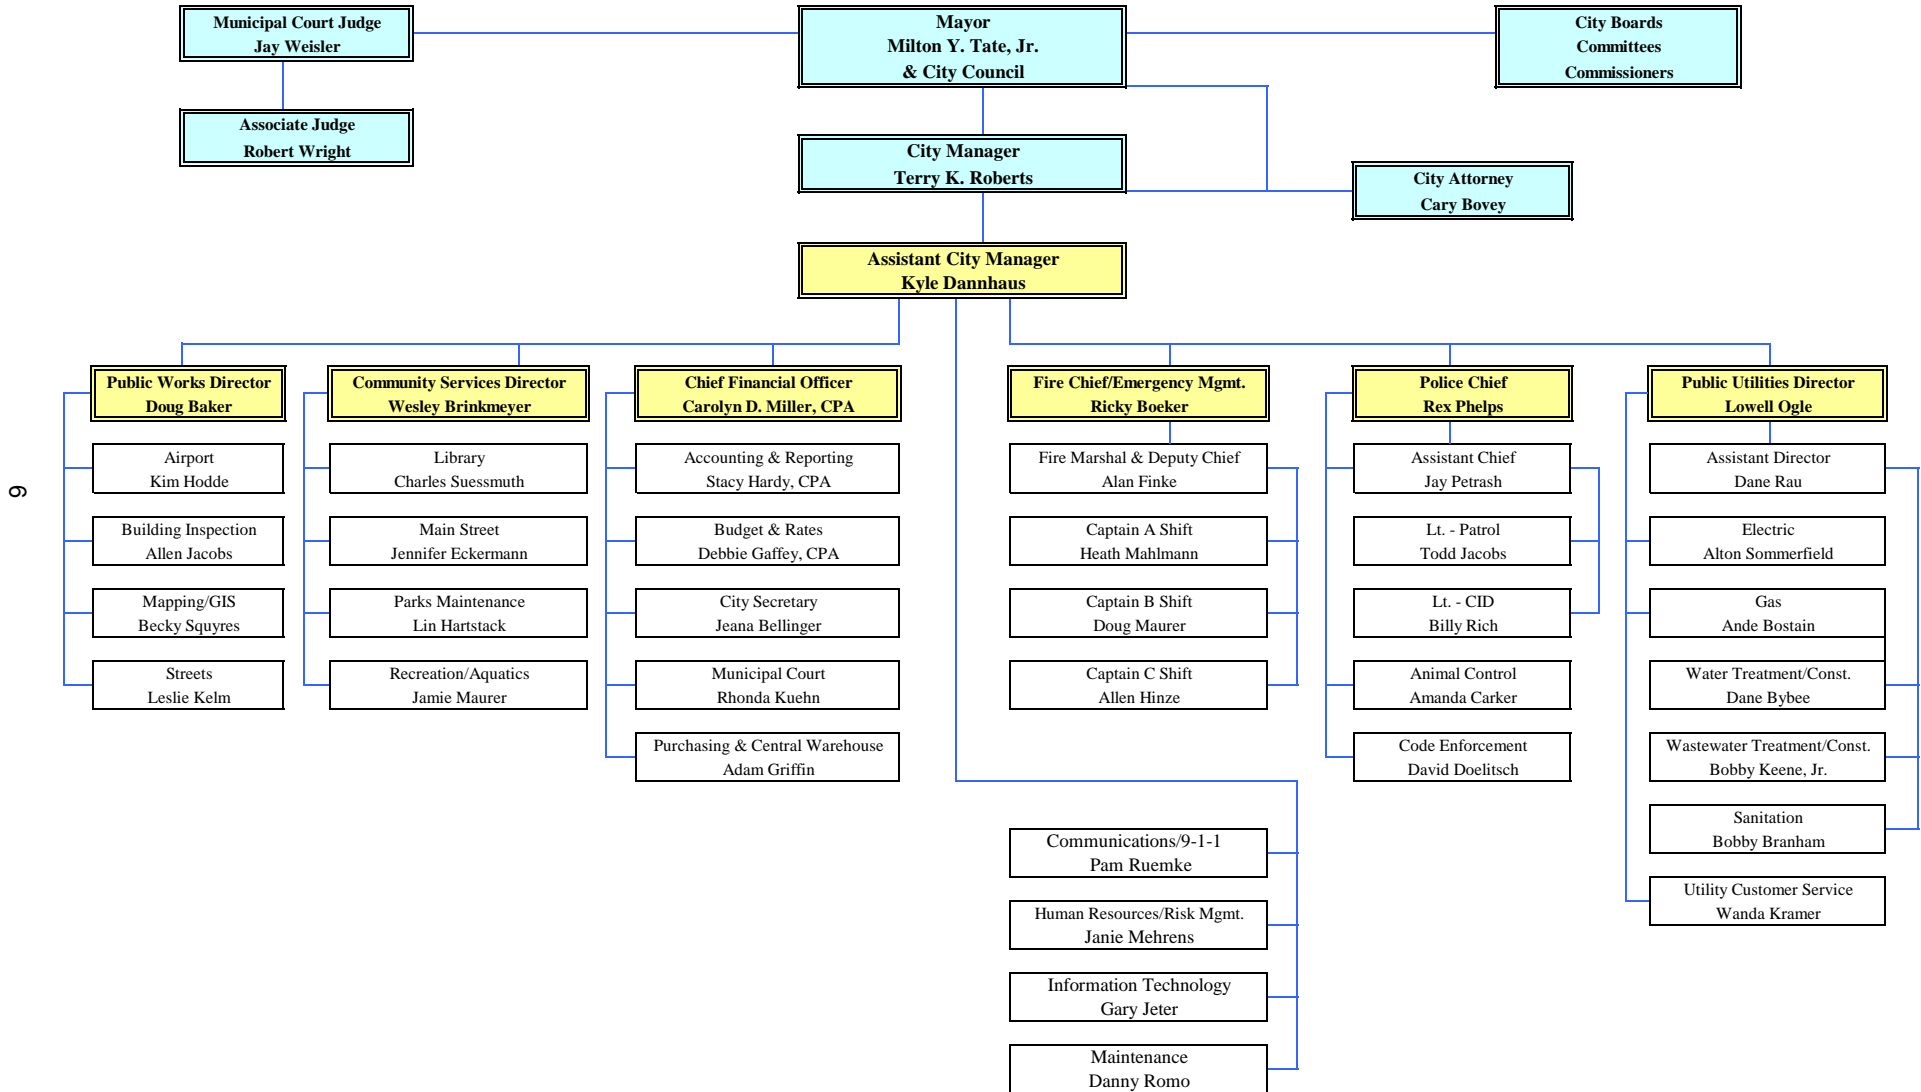 Municipal Court Judge
Jay Weisler
Mayor
Milton Y. Tate, Jr.
& City Council
City Boards
Committees
Commissioners
Associate Judge
Robert Wright
City Manager
Terry K. Roberts
City Attorney
Cary Bovey
Assistant City Manager
Kyle Dannhaus
Public Works Director
Doug Baker
Airport
Kim Hodde
Building Inspection
Allen Jacobs
Mapping/GIS
Becky Squyres
Streets
Leslie Kelm
Community Services Director
Wesley Brinkmeyer
Library
Charles Suessmuth
Main Street
Jennifer Eckermann
Parks Maintenance
Lin Hartstack
Recreation/Aquatics
Jamie Maurer
Chief Financial Officer
Carolyn D. Miller, CPA
Accounting & Reporting
Stacy Hardy, CPA
Budget & Rates
Debbie Gaffey, CPA
City Secretary
Jeana Bellinger
Municipal Court
Rhonda Kuehn
Purchasing & Central Warehouse
Adam Griffin
Fire Chief/Emergency Mgmt.
Ricky Boeker
Fire Marshal & Deputy Chief
Alan Finke
Captain A Shift
Heath Mahlmann
Captain B Shift
Doug Maurer
Captain C Shift
Allen Hinze
Police Chief
Rex Phelps
Assistant Chief
Jay Petrash
Lt. - Patrol
Todd Jacobs
Lt. - CID
Billy Rich
Animal Control
Amanda Carker
Code Enforcement
David Doelitsch
Public Utilities Director
Lowell Ogle
Assistant Director
Dane Rau
Electric
Alton Sommerfield
Gas
Ande Bostain
Water Treatment/Const.
Dane Bybee
Wastewater Treatment/Const.
Bobby Keene, Jr.
Sanitation
Bobby Branham
Utility Customer Service
Wanda Kramer
Communications/9-1-1
Pam Ruemke
Human Resources/Risk Mgmt.
Janie Mehrens
Information Technology
Gary Jeter
Maintenance
Danny Romo
9